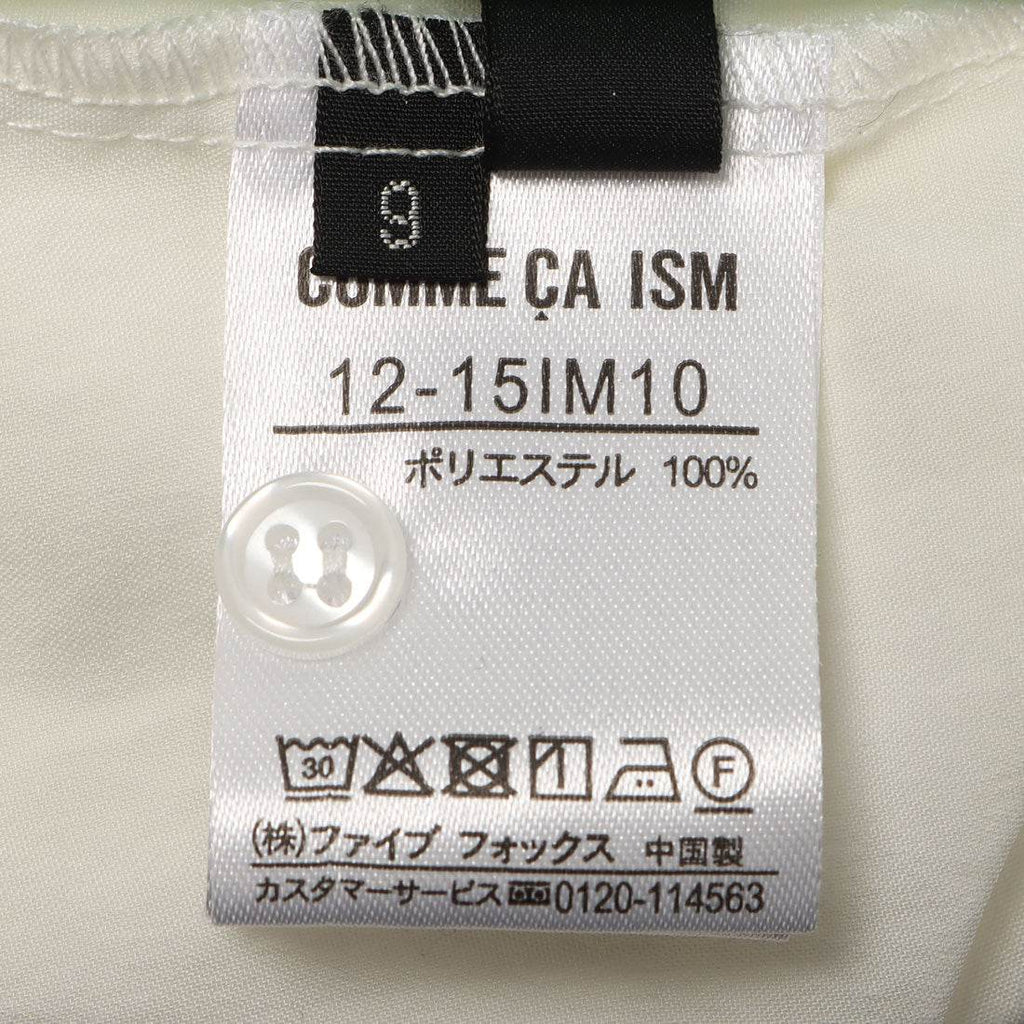 9
COMME ÇA ISM
12-15IM10
ポリエステル 100%
30
F
(株)ファイブ フォックス 中国製
カスタマーサービス 0120-114563